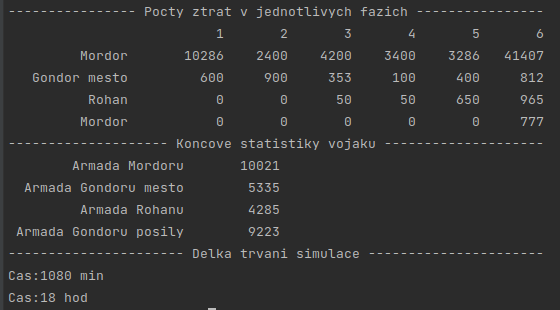 ---------------- Pocty ztrat v jednotlivych fazich ----------------
1 2 3 4 5 6
Mordor 10286 2400 4200 3400 3286 41407
Gondor mesto 600 900 353 100 400 812
Rohan 0 0 50 50 650 965
Mordor 0 0 0 0 0 777
-------------------- Koncove statistiky vojaku --------------------
Armada Mordoru 10021
Armada Gondoru mesto 5335
Armada Rohanu 4285
Armada Gondoru posily 9223
---------------------- Delka trvani simulace ----------------------
Cas:1080 min
Cas:18 hod